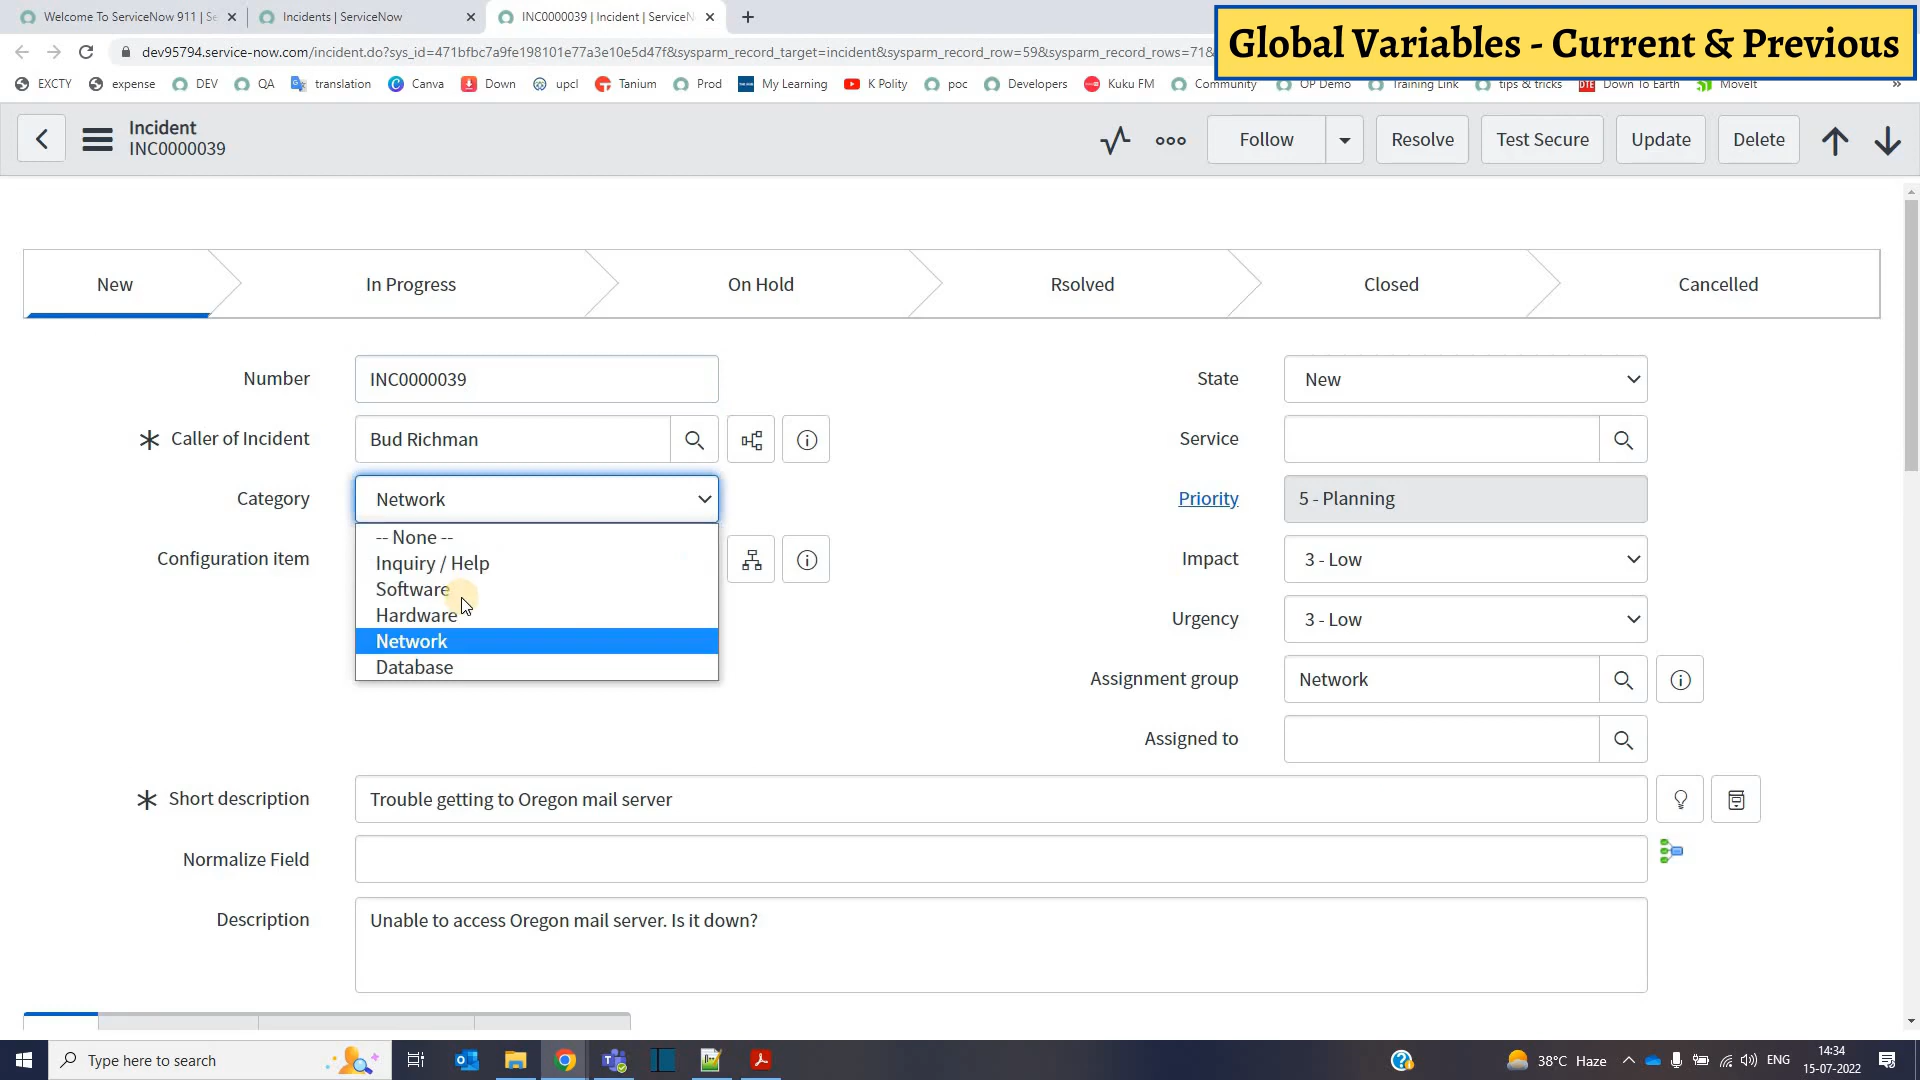 Welcome To ServiceNow 911 | Se
Incidents | ServiceNow
INC0000039 | Incident | ServiceN
Global Variables - Current & Previous
dev95794.service-now.com/incident.do?sys_id=471bfbc7a9fe198101e77a3e10e5d47f&sysparm_record_target=incident&sysparm_record_row=59&sysparm_record_rows=71&
EXCTY expense DEV QA translation Canva Down upcl Tanium Prod My Learning K Polity poc Developers Kuku FM Community OP Demo Training Link tips & tricks Down To Earth MoveIt »
Incident
INC0000039
Follow Resolve Test Secure Update Delete
New In Progress On Hold Rsolved Closed Cancelled
Number INC0000039 State New
Caller of Incident Bud Richman Service
Category Network Priority 5 - Planning
-- None --
Configuration item Impact 3 - Low
Inquiry / Help
Software
Hardware
Urgency 3 - Low
Network
Database
Assignment group Network
Assigned to
Short description Trouble getting to Oregon mail server
Normalize Field
Description Unable to access Oregon mail server. Is it down?
Type here to search
38°C Haze ENG
14:34
15-07-2022